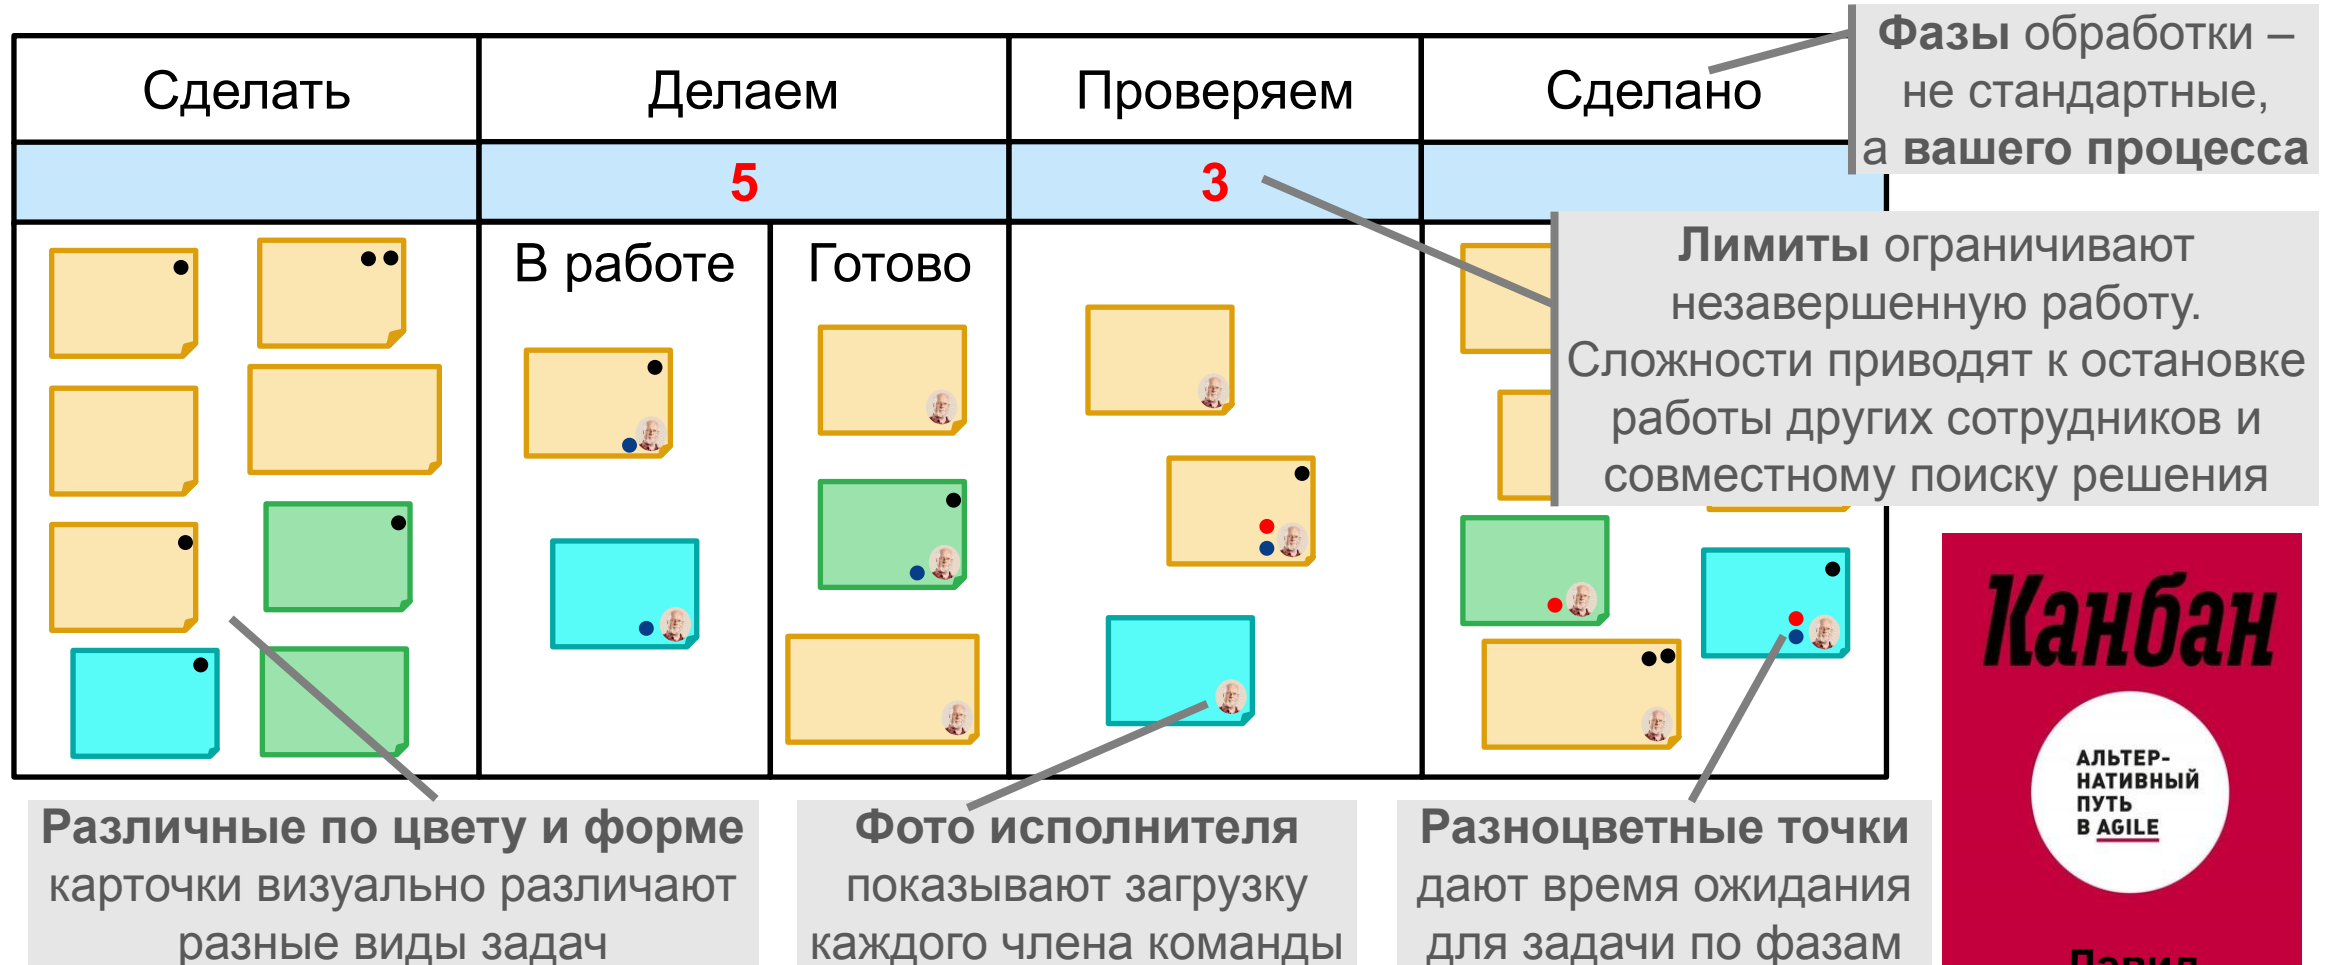 Сделать
Делаем
Проверяем
Сделано
5
3
В работе
Готово
Фазы обработки –
не стандартные,
а вашего процесса
Лимиты ограничивают
незавершенную работу.
Сложности приводят к остановке
работы других сотрудников и
совместному поиску решения
Различные по цвету и форме
карточки визуально различают
разные виды задач
Фото исполнителя
показывают загрузку
каждого члена команды
Разноцветные точки
дают время ожидания
для задачи по фазам
Канбан
АЛЬТЕР-
НАТИВНЫЙ
ПУТЬ
В AGILE